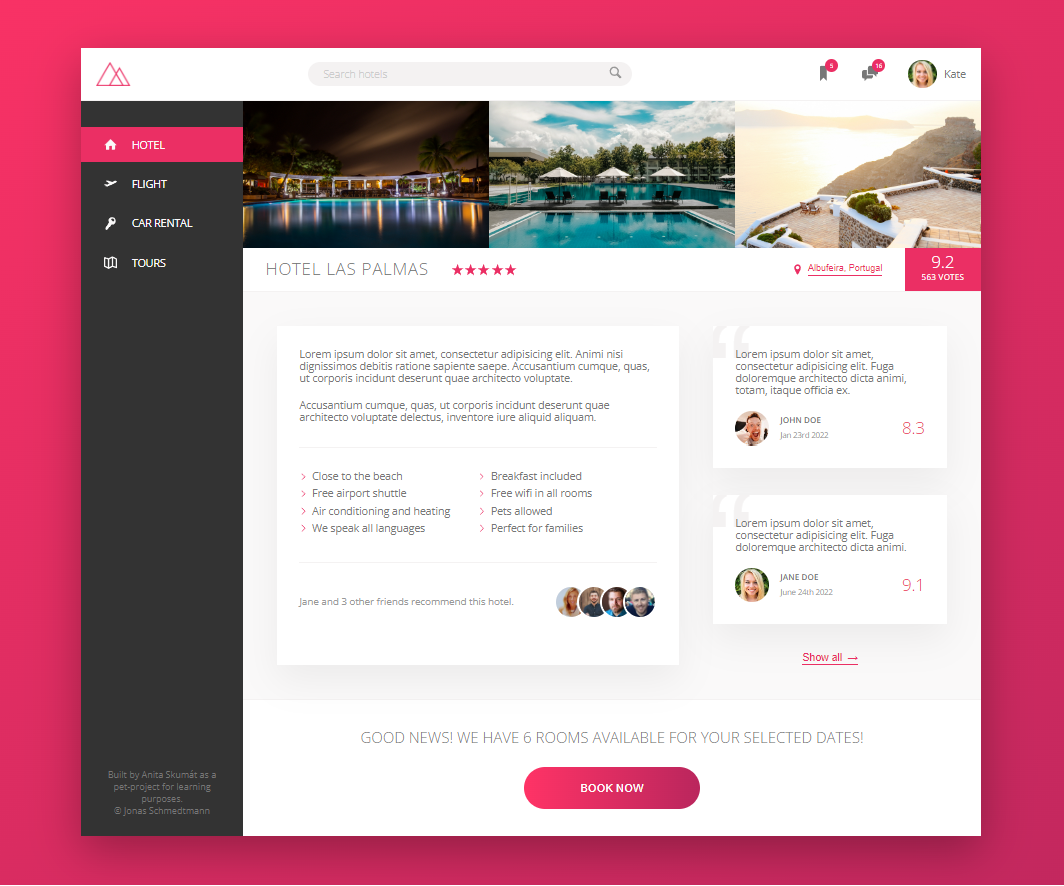 Search hotels
5
16
Kate
HOTEL
FLIGHT
CAR RENTAL
TOURS
Built by Anita Skumát as a
pet-project for learning
purposes.
© Jonas Schmedtmann
HOTEL LAS PALMAS
Albufeira, Portugal
9.2
563 VOTES
Lorem ipsum dolor sit amet, consectetur adipisicing elit. Animi nisi
dignissimos debitis ratione sapiente saepe. Accusantium cumque, quas,
ut corporis incidunt deserunt quae architecto voluptate.
Accusantium cumque, quas, ut corporis incidunt deserunt quae
architecto voluptate delectus, inventore iure aliquid aliquam.
Close to the beach
Free airport shuttle
Air conditioning and heating
We speak all languages
Breakfast included
Free wifi in all rooms
Pets allowed
Perfect for families
Jane and 3 other friends recommend this hotel.
“
Lorem ipsum dolor sit amet,
consectetur adipisicing elit. Fuga
doloremque architecto dicta animi,
totam, itaque officia ex.
JOHN DOE
Jan 23rd 2022
8.3
“
Lorem ipsum dolor sit amet,
consectetur adipisicing elit. Fuga
doloremque architecto dicta animi.
JANE DOE
June 24th 2022
9.1
Show all →
GOOD NEWS! WE HAVE 6 ROOMS AVAILABLE FOR YOUR SELECTED DATES!
BOOK NOW